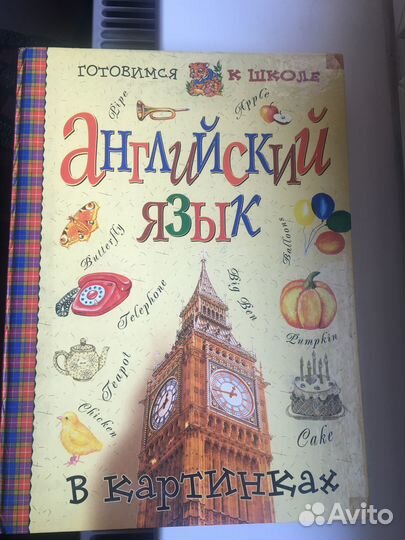 ГОТОВИМСЯ К ШКОЛЕ
Pipe
Apple
Английский
язык
Butterfly
Balloons
Telephone
Big Ben
Pumpkin
Teapot
Chicken
Cake
в картинках
Avito